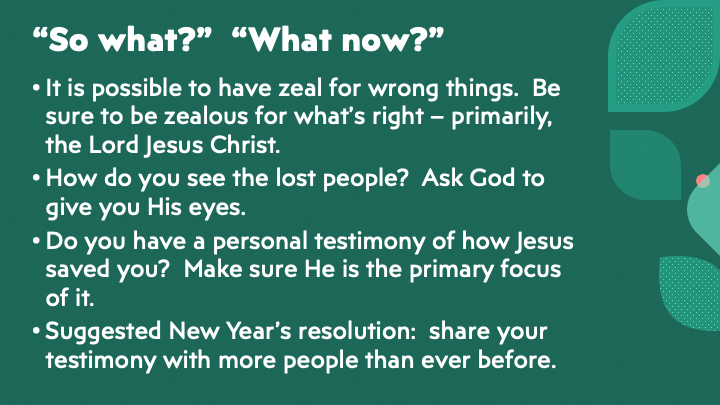 “So what?”  “What now?”
• It is possible to have zeal for wrong things.  Be
sure to be zealous for what’s right – primarily,
the Lord Jesus Christ.
• How do you see the lost people?  Ask God to
give you His eyes.
• Do you have a personal testimony of how Jesus
saved you?  Make sure He is the primary focus
of it.
• Suggested New Year’s resolution:  share your
testimony with more people than ever before.